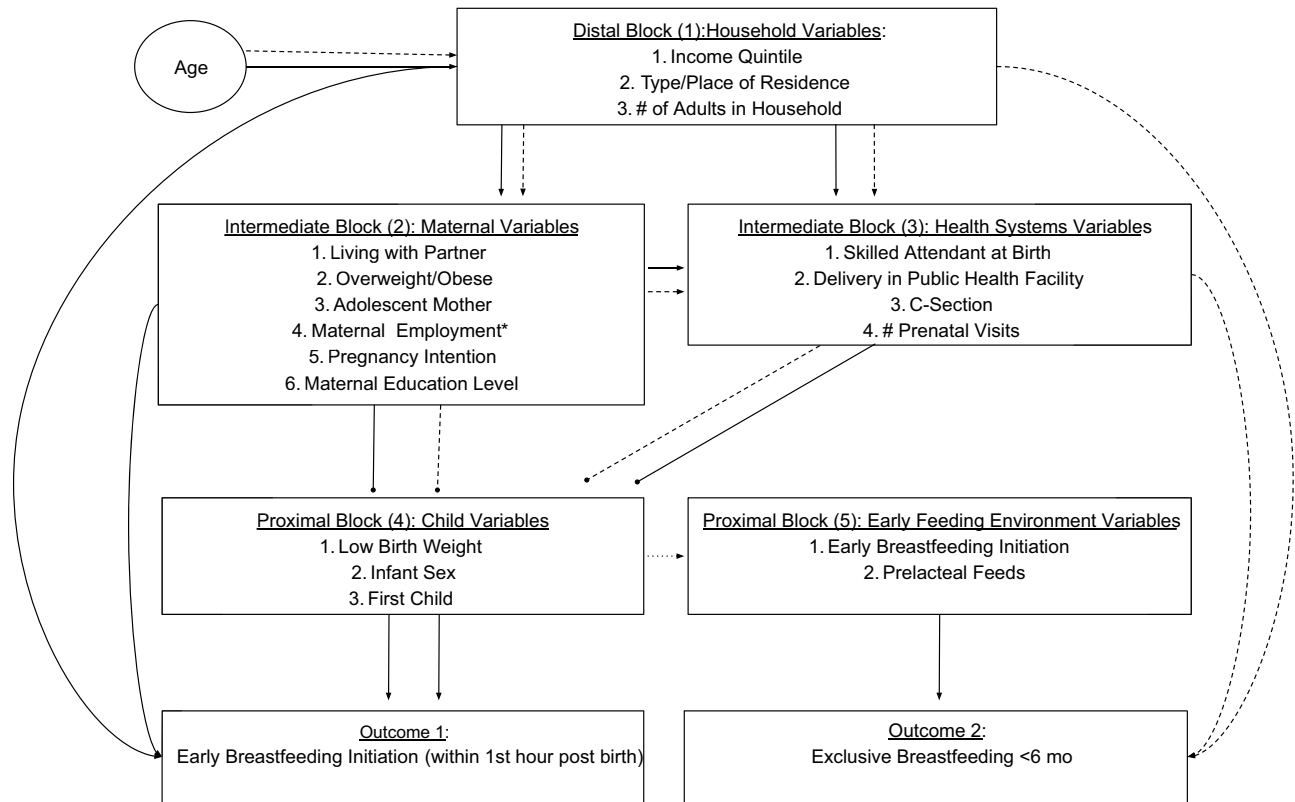 Age
Distal Block (1):Household Variables:
1. Income Quintile
2. Type/Place of Residence
3. # of Adults in Household
Intermediate Block (2): Maternal Variables
1. Living with Partner
2. Overweight/Obese
3. Adolescent Mother
4. Maternal Employment*
5. Pregnancy Intention
6. Maternal Education Level
Intermediate Block (3): Health Systems Variables
1. Skilled Attendant at Birth
2. Delivery in Public Health Facility
3. C-Section
4. # Prenatal Visits
Proximal Block (4): Child Variables
1. Low Birth Weight
2. Infant Sex
3. First Child
Proximal Block (5): Early Feeding Environment Variables
1. Early Breastfeeding Initiation
2. Prelacteal Feeds
Outcome 1:
Early Breastfeeding Initiation (within 1st hour post birth)
Outcome 2:
Exclusive Breastfeeding <6 mo